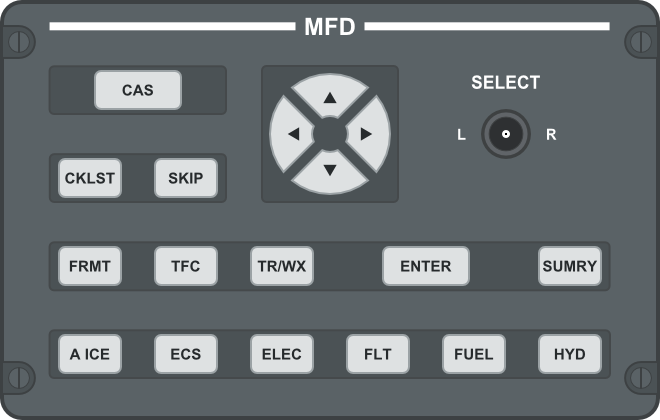 MFD
CAS
SELECT
L R
CKLST SKIP
FRMT TFC TR/WX ENTER SUMRY
A ICE ECS ELEC FLT FUEL HYD